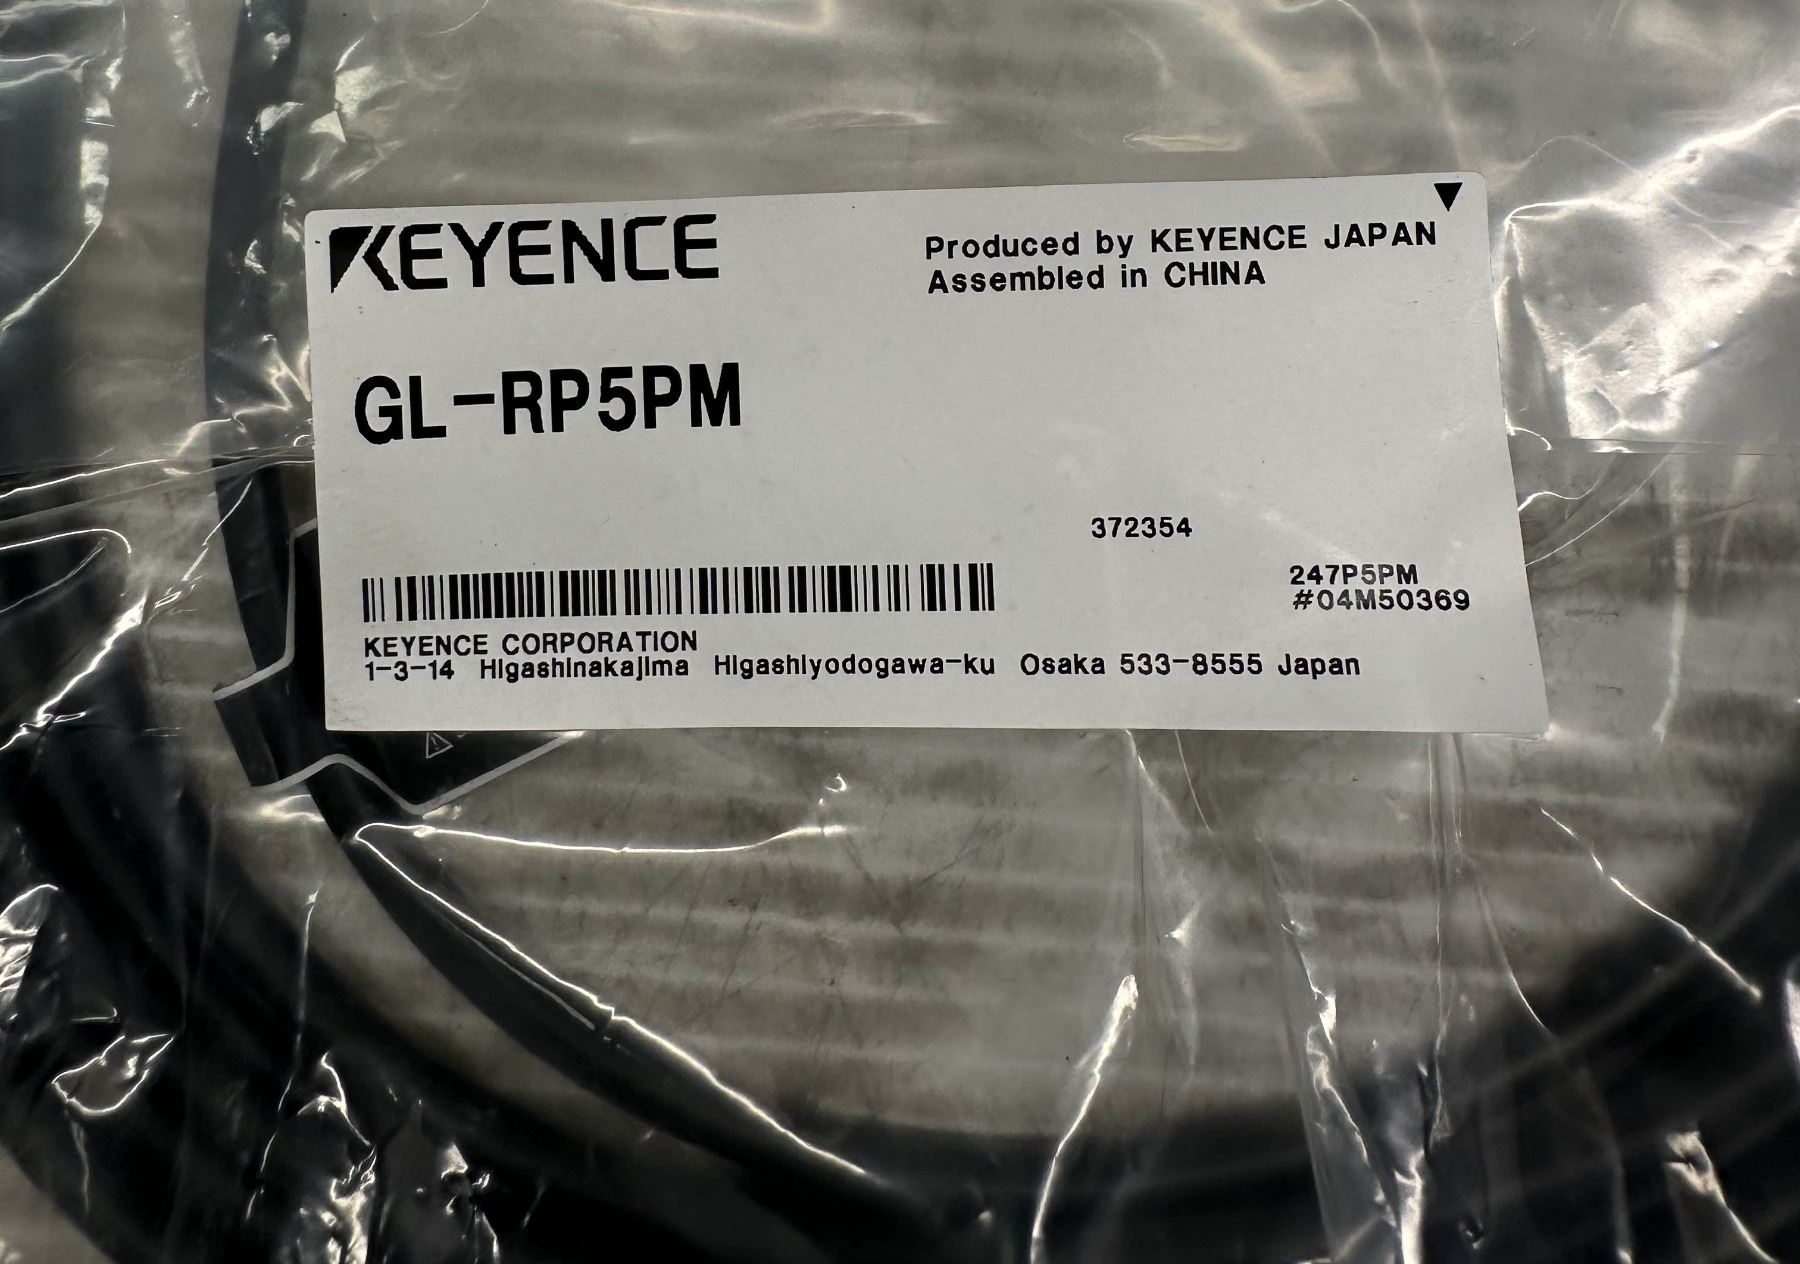 KEYENCE
Produced by KEYENCE JAPAN
Assembled in CHINA
GL-RP5PM
372354
247P5PM
#04M50369
KEYENCE CORPORATION
1-3-14 Higashinakajima Higashiyodogawa-ku Osaka 533-8555 Japan